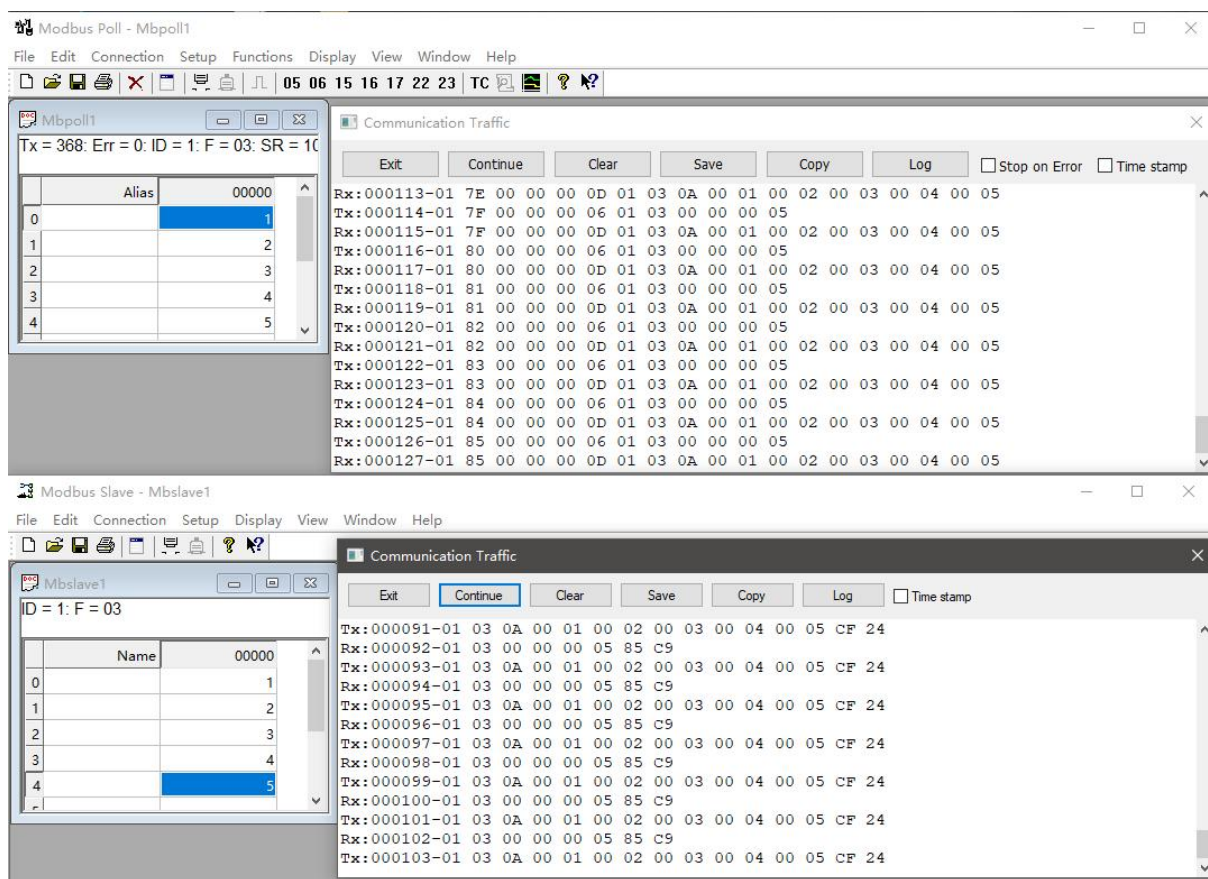 Modbus Poll - Mbpoll1
File Edit Connection Setup Functions Display View Window Help
05 06 15 16 17 22 23 TC
Mbpoll1
Tx = 368: Err = 0: ID = 1: F = 03: SR = 10
Alias 00000
0 1
1 2
2 3
3 4
4 5
Communication Traffic
Exit Continue Clear Save Copy Log Stop on Error Time stamp
Rx:000113-01 7E 00 00 00 0D 01 03 0A 00 01 00 02 00 03 00 04 00 05
Tx:000114-01 7F 00 00 00 06 01 03 00 00 00 05
Rx:000115-01 7F 00 00 00 0D 01 03 0A 00 01 00 02 00 03 00 04 00 05
Tx:000116-01 80 00 00 00 06 01 03 00 00 00 05
Rx:000117-01 80 00 00 00 0D 01 03 0A 00 01 00 02 00 03 00 04 00 05
Tx:000118-01 81 00 00 00 06 01 03 00 00 00 05
Rx:000119-01 81 00 00 00 0D 01 03 0A 00 01 00 02 00 03 00 04 00 05
Tx:000120-01 82 00 00 00 06 01 03 00 00 00 05
Rx:000121-01 82 00 00 00 0D 01 03 0A 00 01 00 02 00 03 00 04 00 05
Tx:000122-01 83 00 00 00 06 01 03 00 00 00 05
Rx:000123-01 83 00 00 00 0D 01 03 0A 00 01 00 02 00 03 00 04 00 05
Tx:000124-01 84 00 00 00 06 01 03 00 00 00 05
Rx:000125-01 84 00 00 00 0D 01 03 0A 00 01 00 02 00 03 00 04 00 05
Tx:000126-01 85 00 00 00 06 01 03 00 00 00 05
Rx:000127-01 85 00 00 00 0D 01 03 0A 00 01 00 02 00 03 00 04 00 05
Modbus Slave - Mbslave1
File Edit Connection Setup Display View Window Help
Mbslave1
ID = 1: F = 03
Name 00000
0 1
1 2
2 3
3 4
4 5
Communication Traffic
Exit Continue Clear Save Copy Log Time stamp
Tx:000091-01 03 0A 00 01 00 02 00 03 00 04 00 05 CF 24
Rx:000092-01 03 00 00 00 05 85 C9
Tx:000093-01 03 0A 00 01 00 02 00 03 00 04 00 05 CF 24
Rx:000094-01 03 00 00 00 05 85 C9
Tx:000095-01 03 0A 00 01 00 02 00 03 00 04 00 05 CF 24
Rx:000096-01 03 00 00 00 05 85 C9
Tx:000097-01 03 0A 00 01 00 02 00 03 00 04 00 05 CF 24
Rx:000098-01 03 00 00 00 05 85 C9
Tx:000099-01 03 0A 00 01 00 02 00 03 00 04 00 05 CF 24
Rx:000100-01 03 00 00 00 05 85 C9
Tx:000101-01 03 0A 00 01 00 02 00 03 00 04 00 05 CF 24
Rx:000102-01 03 00 00 00 05 85 C9
Tx:000103-01 03 0A 00 01 00 02 00 03 00 04 00 05 CF 24